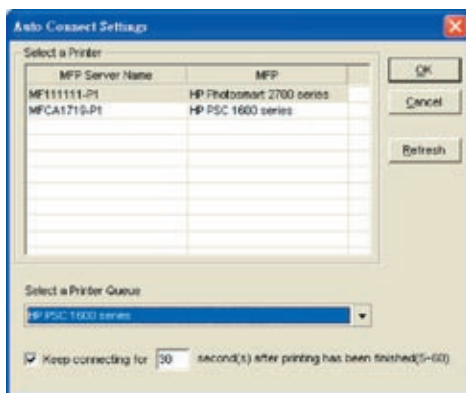 Auto Connect Settings
Select a Printer
MFP Server Name MFP
MF111111-P1 HP Photosmart 2700 series
MFCA1719-P1 HP PSC 1600 series
OK
Cancel
Refresh
Select a Printer Queue
HP PSC 1600 series
Keep connecting for 30 second(s) after printing has been finished(5~60)